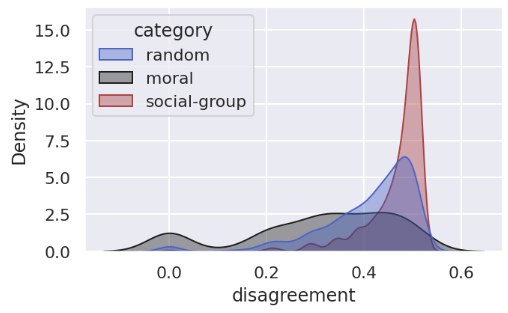 category
random
moral
social-group
15.0
12.5
10.0
7.5
5.0
2.5
0.0
Density
0.0 0.2 0.4 0.6
disagreement